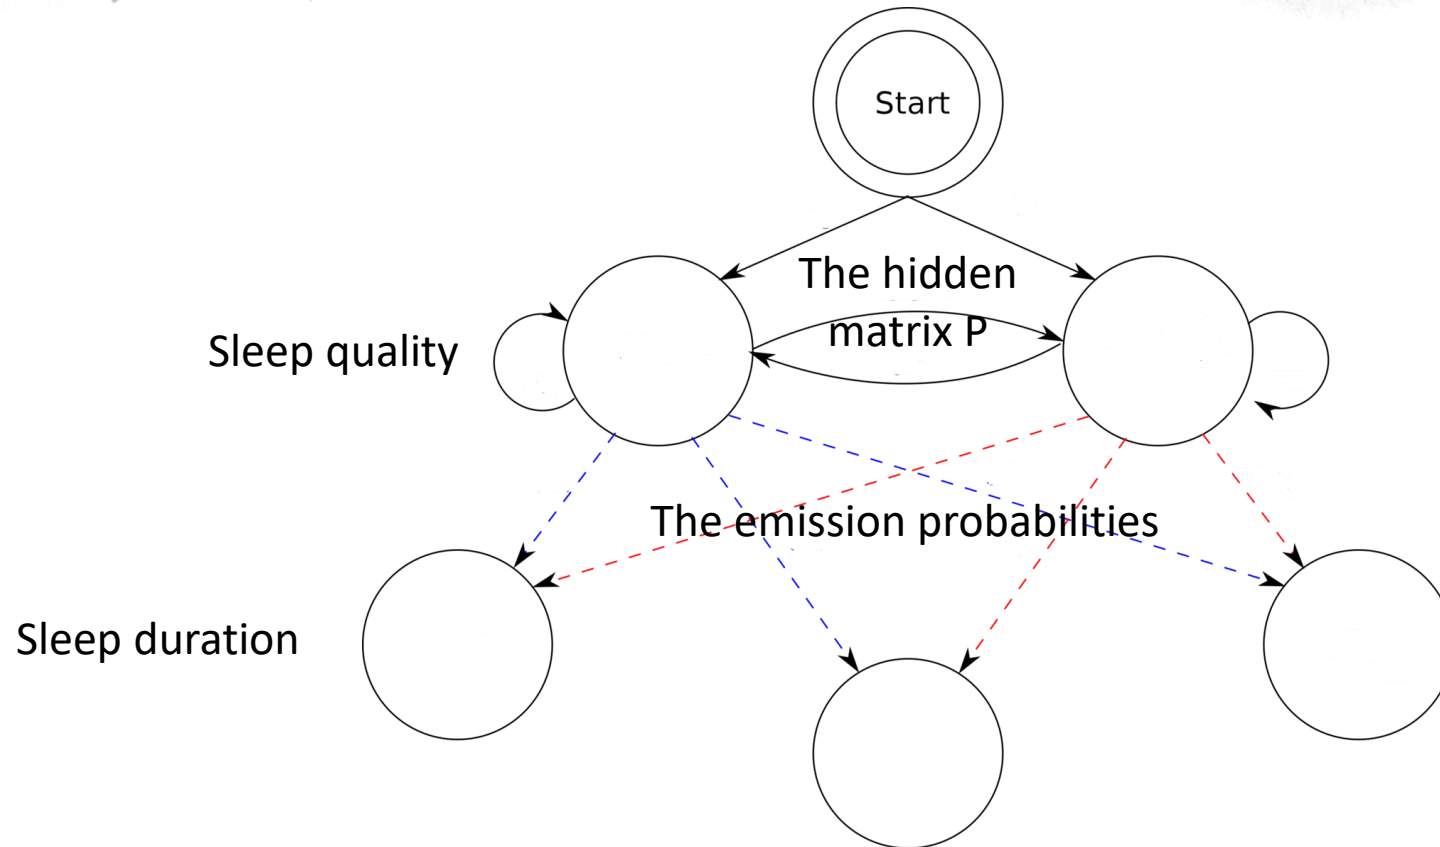 Start
The hidden
matrix P
Sleep quality
The emission probabilities
Sleep duration